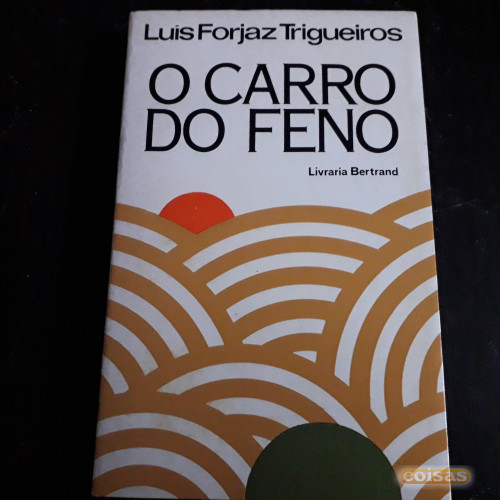 Luís Forjaz Trigueiros
O CARRO
DO FENO
Livraria Bertrand
coisas